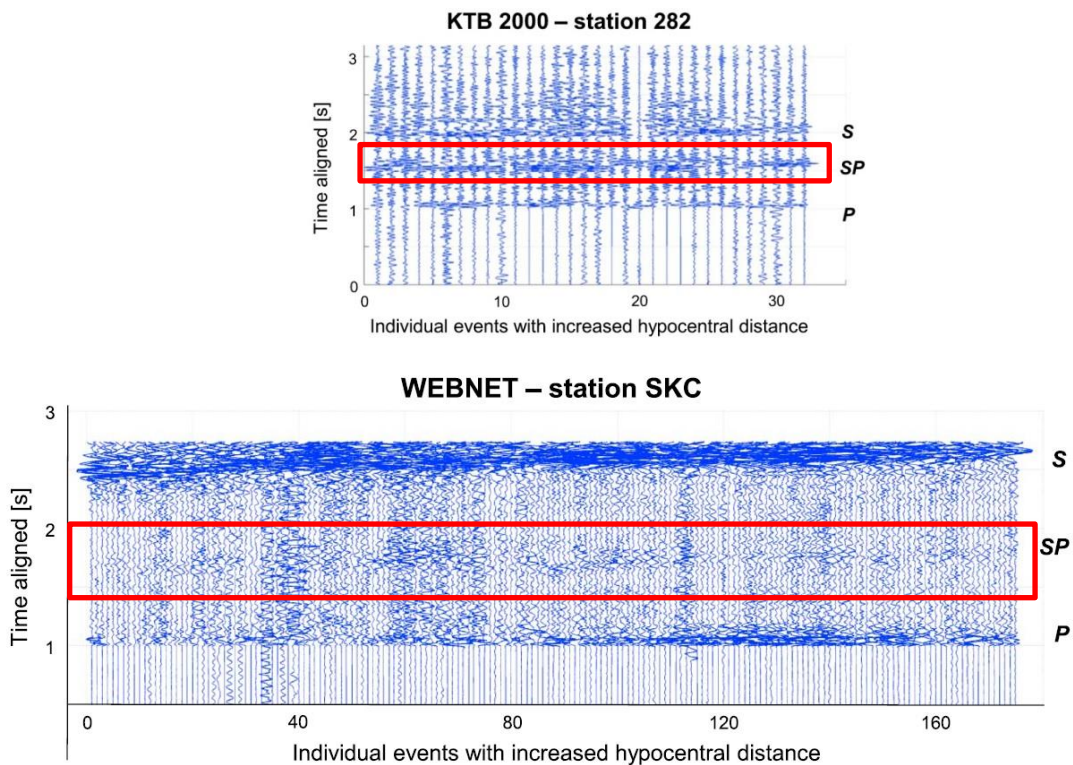 KTB 2000 – station 282
3
2
1
0
Time aligned [s]
S
SP
P
0
10
20
30
Individual events with increased hypocentral distance
WEBNET – station SKC
3
2
1
Time aligned [s]
S
SP
P
0
40
80
120
160
Individual events with increased hypocentral distance